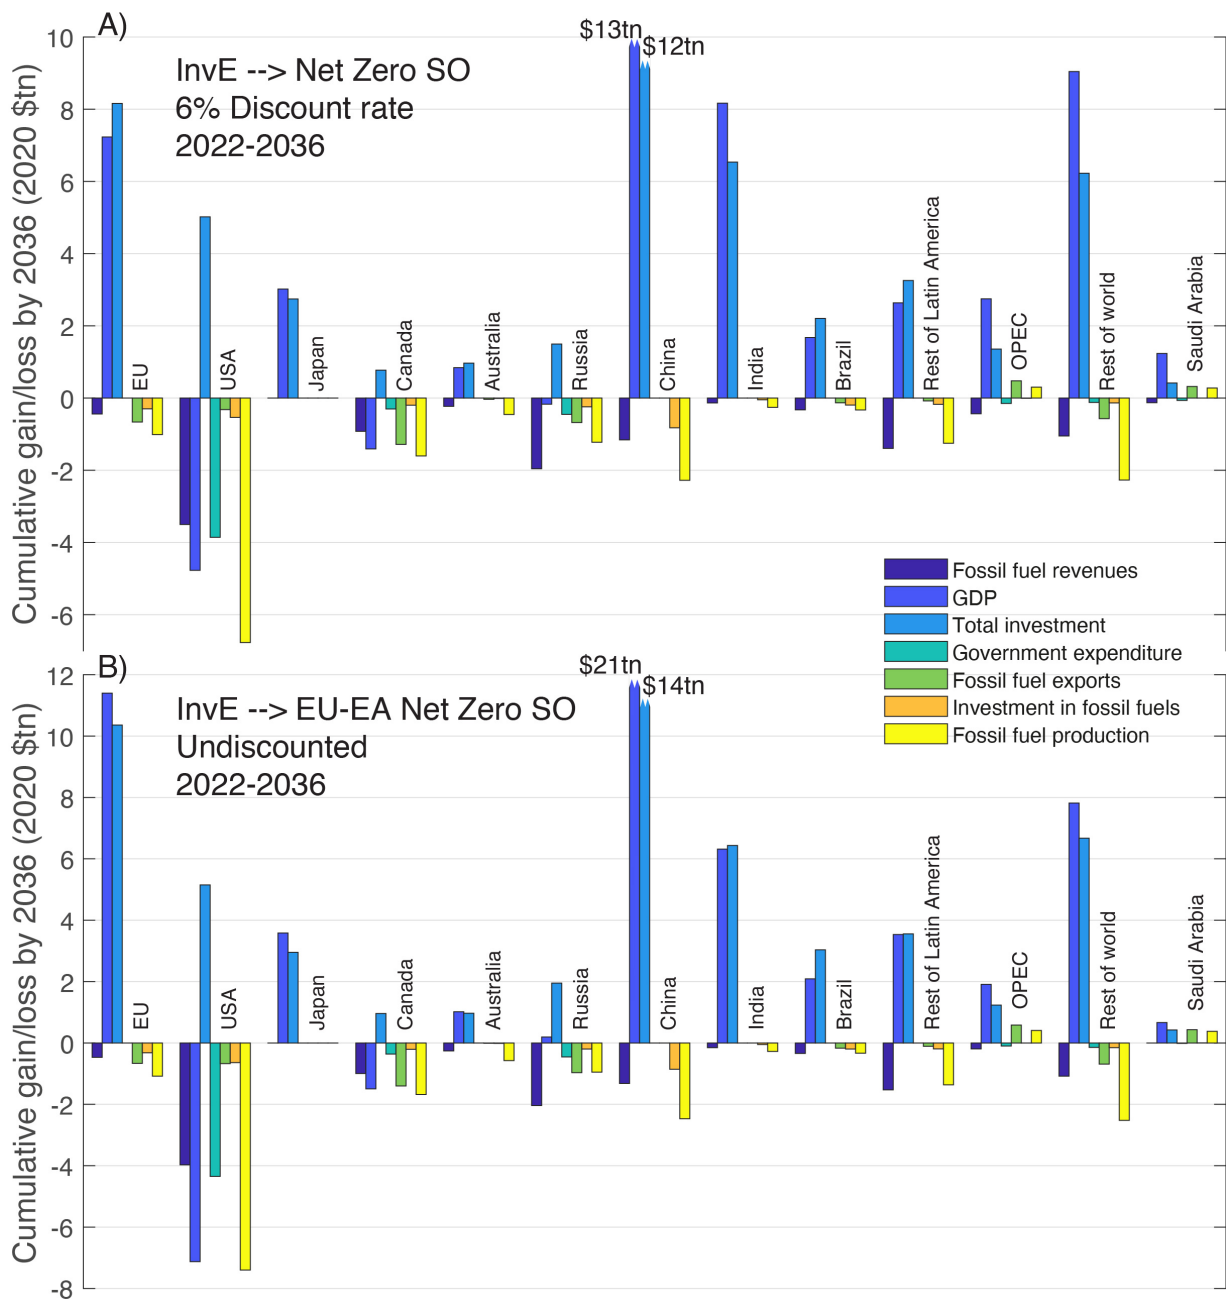 A)
$13tn
$12tn
InvE --> Net Zero SO
6% Discount rate
2022-2036
Cumulative gain/loss by 2036 (2020 $tn)
10
8
6
4
2
0
-2
-4
-6
EU
USA
Japan
Canada
Australia
Russia
China
India
Brazil
Rest of Latin America
OPEC
Rest of world
Saudi Arabia
Fossil fuel revenues
GDP
Total investment
Government expenditure
Fossil fuel exports
Investment in fossil fuels
Fossil fuel production
B)
$21tn
$14tn
InvE --> EU-EA Net Zero SO
Undiscounted
2022-2036
Cumulative gain/loss by 2036 (2020 $tn)
12
10
8
6
4
2
0
-2
-4
-6
-8
EU
USA
Japan
Canada
Australia
Russia
China
India
Brazil
Rest of Latin America
OPEC
Rest of world
Saudi Arabia